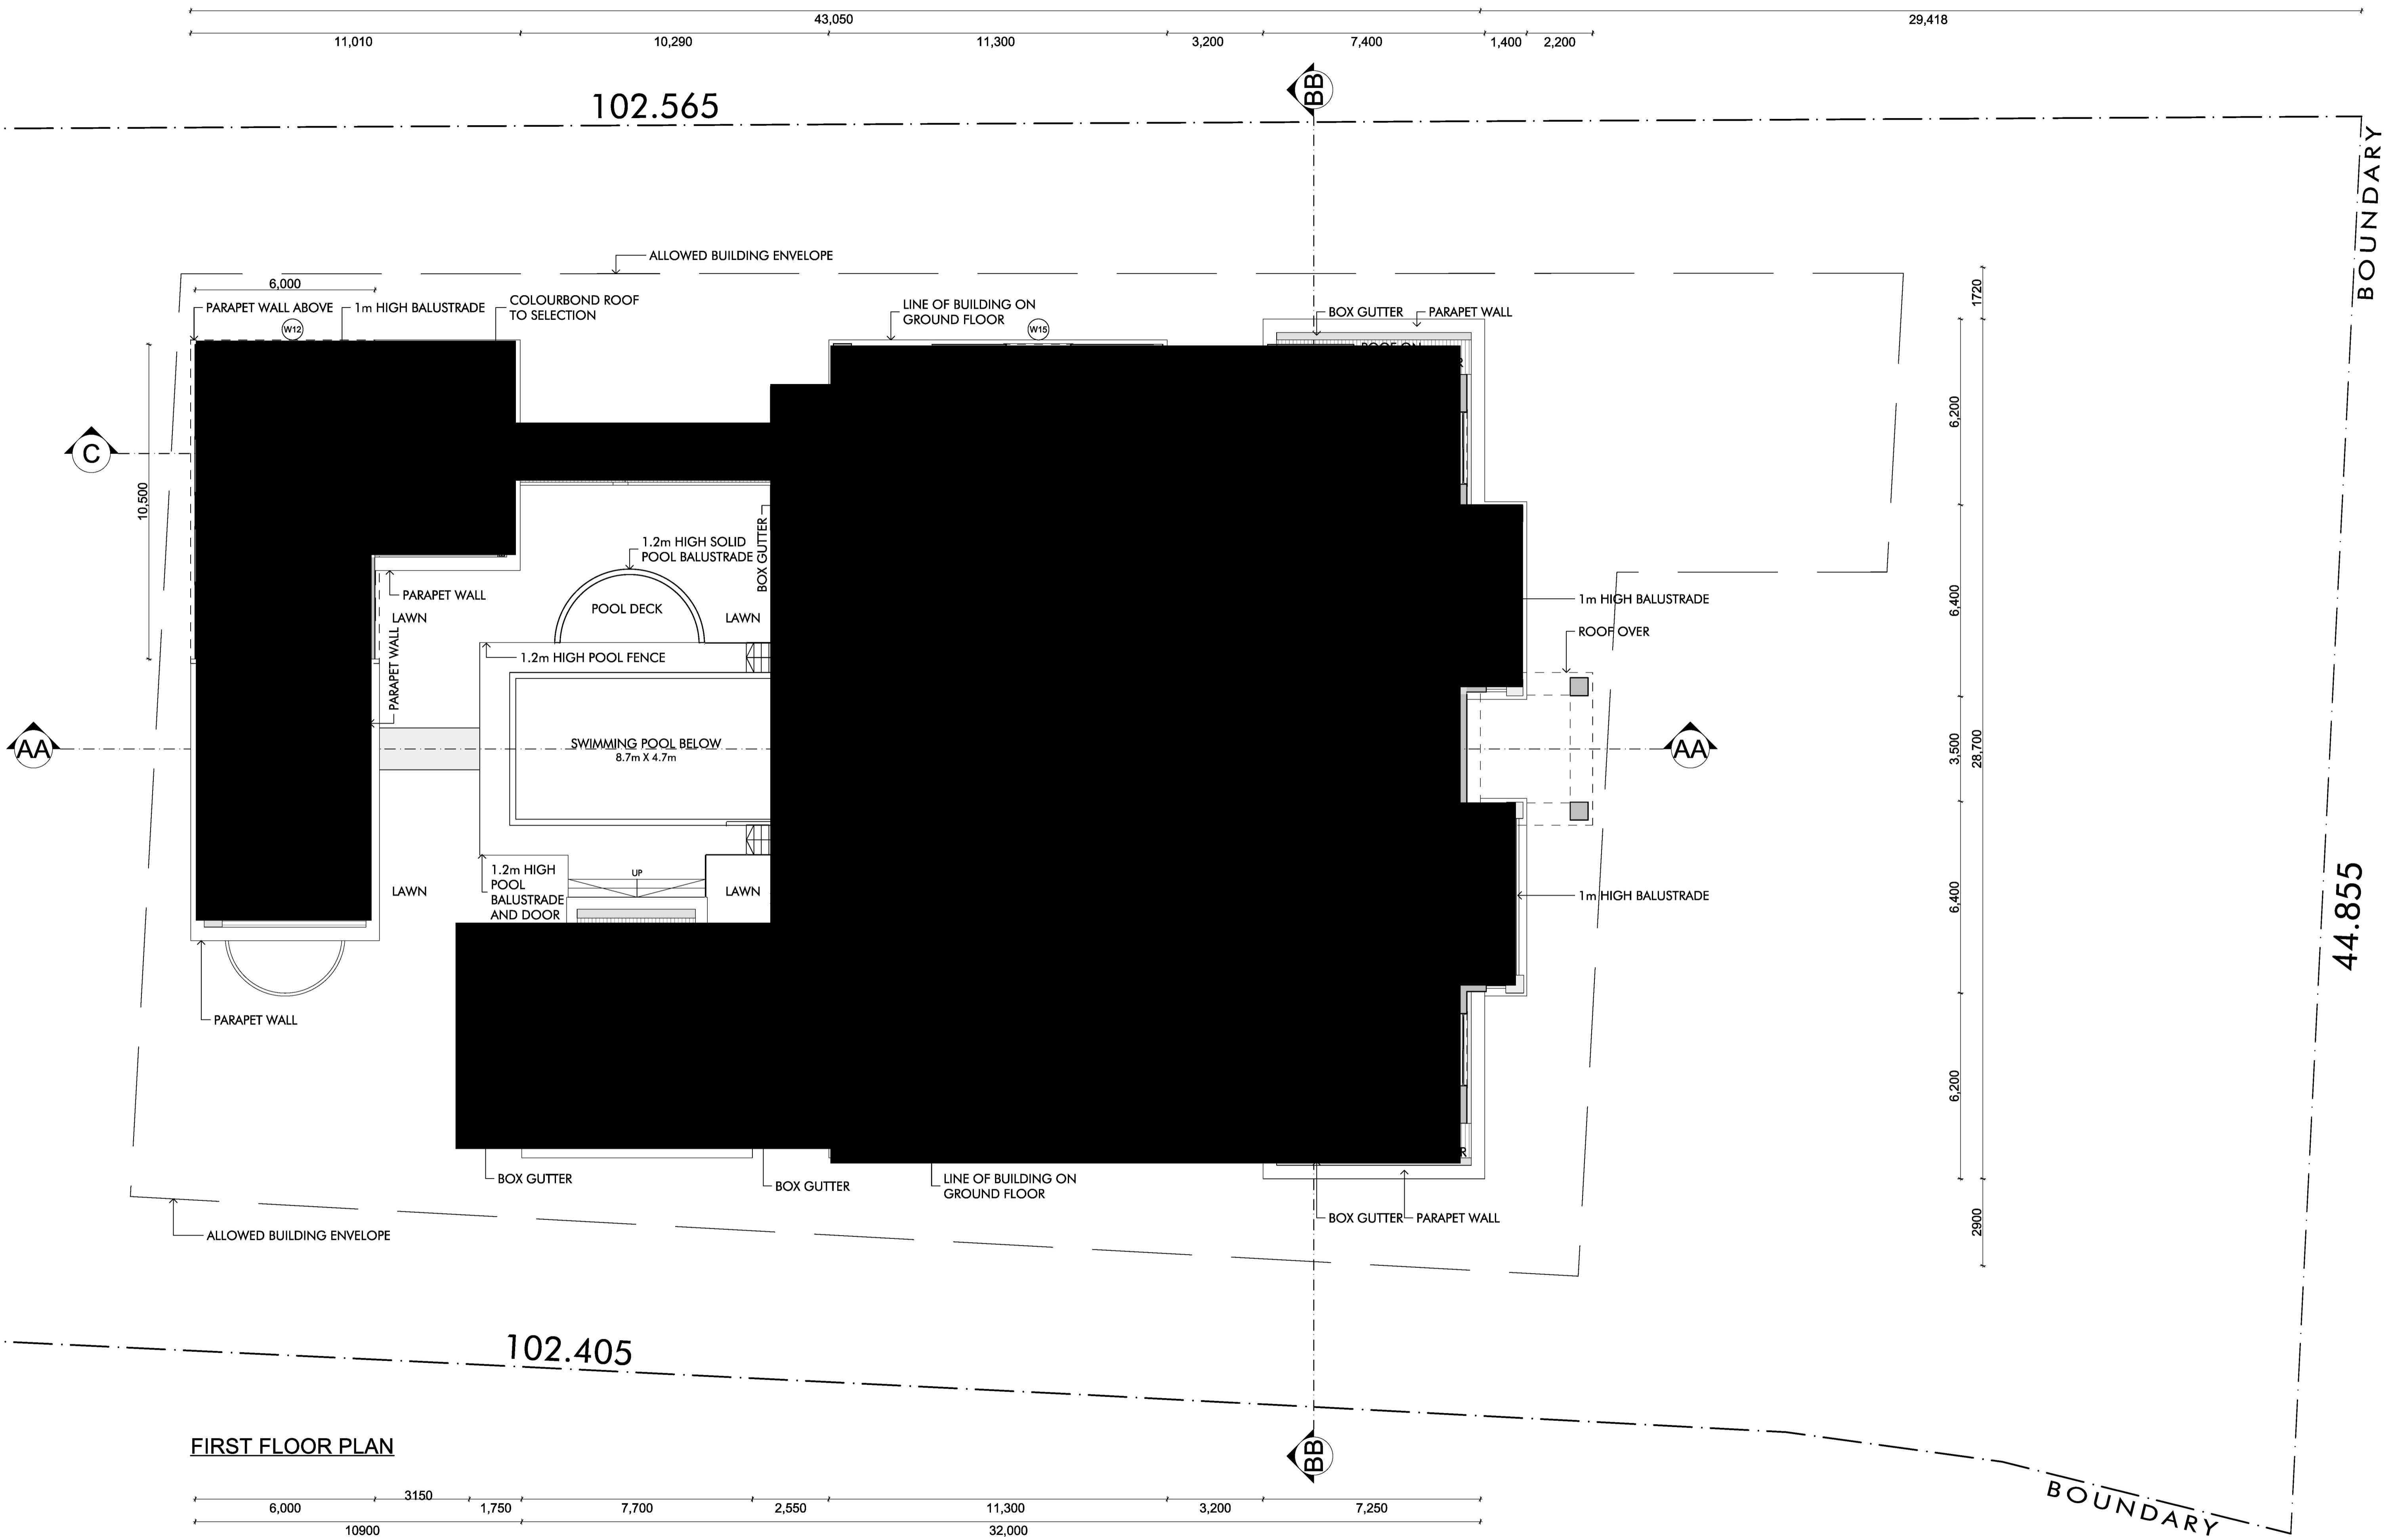 43,050
29,418
11,010
10,290
11,300
3,200
7,400
1,400
2,200
BB
102.565
BOUNDARY
BOUNDARY
ALLOWED BUILDING ENVELOPE
6,000
PARAPET WALL ABOVE
1m HIGH BALUSTRADE
COLOURBOND ROOF
TO SELECTION
W12
LINE OF BUILDING ON
GROUND FLOOR
W15
BOX GUTTER
PARAPET WALL
1720
6,200
C
10,500
BOX GUTTER
1.2m HIGH SOLID
POOL BALUSTRADE
PARAPET WALL
POOL DECK
LAWN
LAWN
1m HIGH BALUSTRADE
6,400
ROOF OVER
1.2m HIGH POOL FENCE
PARAPET WALL
AA
SWIMMING POOL BELOW
8.7m X 4.7m
AA
3,500
28,700
1.2m HIGH
POOL
BALUSTRADE
AND DOOR
UP
LAWN
LAWN
1m HIGH BALUSTRADE
6,400
44.855
PARAPET WALL
6,200
BOX GUTTER
BOX GUTTER
LINE OF BUILDING ON
GROUND FLOOR
BOX GUTTER
PARAPET WALL
2900
ALLOWED BUILDING ENVELOPE
102.405
FIRST FLOOR PLAN
BB
BOUNDARY
6,000
3150
1,750
7,700
2,550
11,300
3,200
7,250
10900
32,000